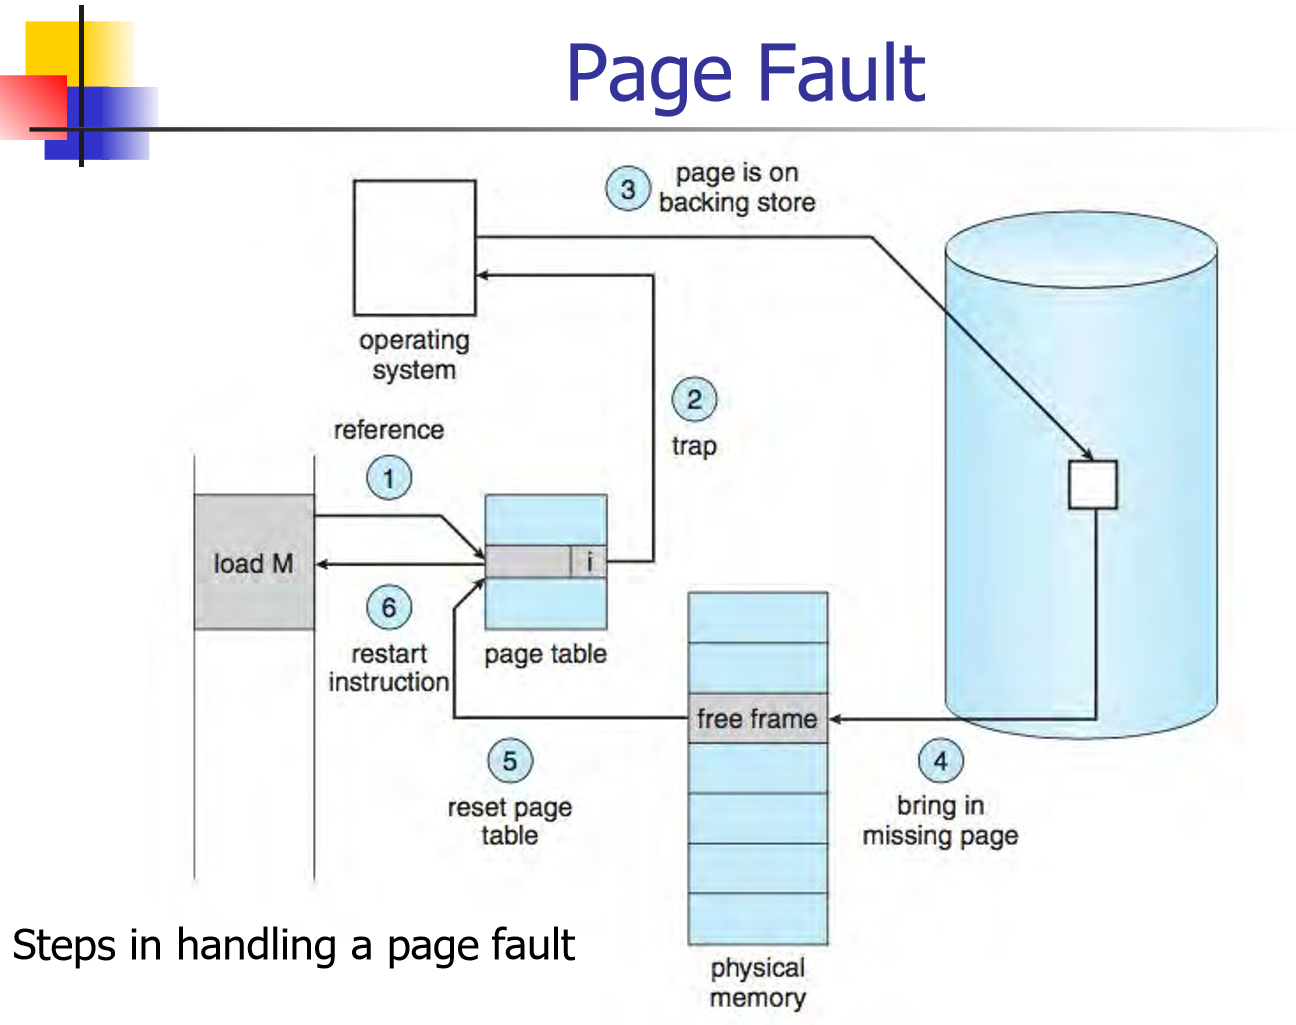 Page Fault
3
page is on
backing store
operating
system
2
trap
reference
1
load M
i
6
restart
instruction
page table
free frame
5
reset page
table
4
bring in
missing page
physical
memory
Steps in handling a page fault